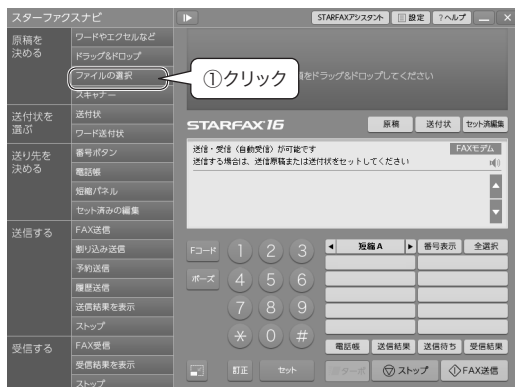 スターファクスナビ
STARFAXアシスタント 設定 ?ヘルプ
原稿を決める
ワードやエクセルなど
ドラッグ&ドロップ
ファイルの選択
スキャナー
①クリック
をドラッグ&ドロップしてください
送付状を選ぶ
送付状
ワード送付状
送り先を決める
番号ボタン
電話帳
短縮パネル
セット済みの編集
送信する
FAX送信
割り込み送信
予約送信
履歴送信
送信結果を表示
ストップ
受信する
FAX受信
受信結果を表示
ストップ
STARFAX'16
原稿 送付状 セット済編集
送信・受信（自動受信）が可能です
送信する場合は、送信原稿または送付状をセットしてください
FAXモデム
Fコード 1 2 3
ポーズ 4 5 6
7 8 9
* 0 #
訂正 セット
短縮A 番号表示 全選択
電話帳 送信結果 送信待ち 受信結果
ターボ ストップ FAX送信